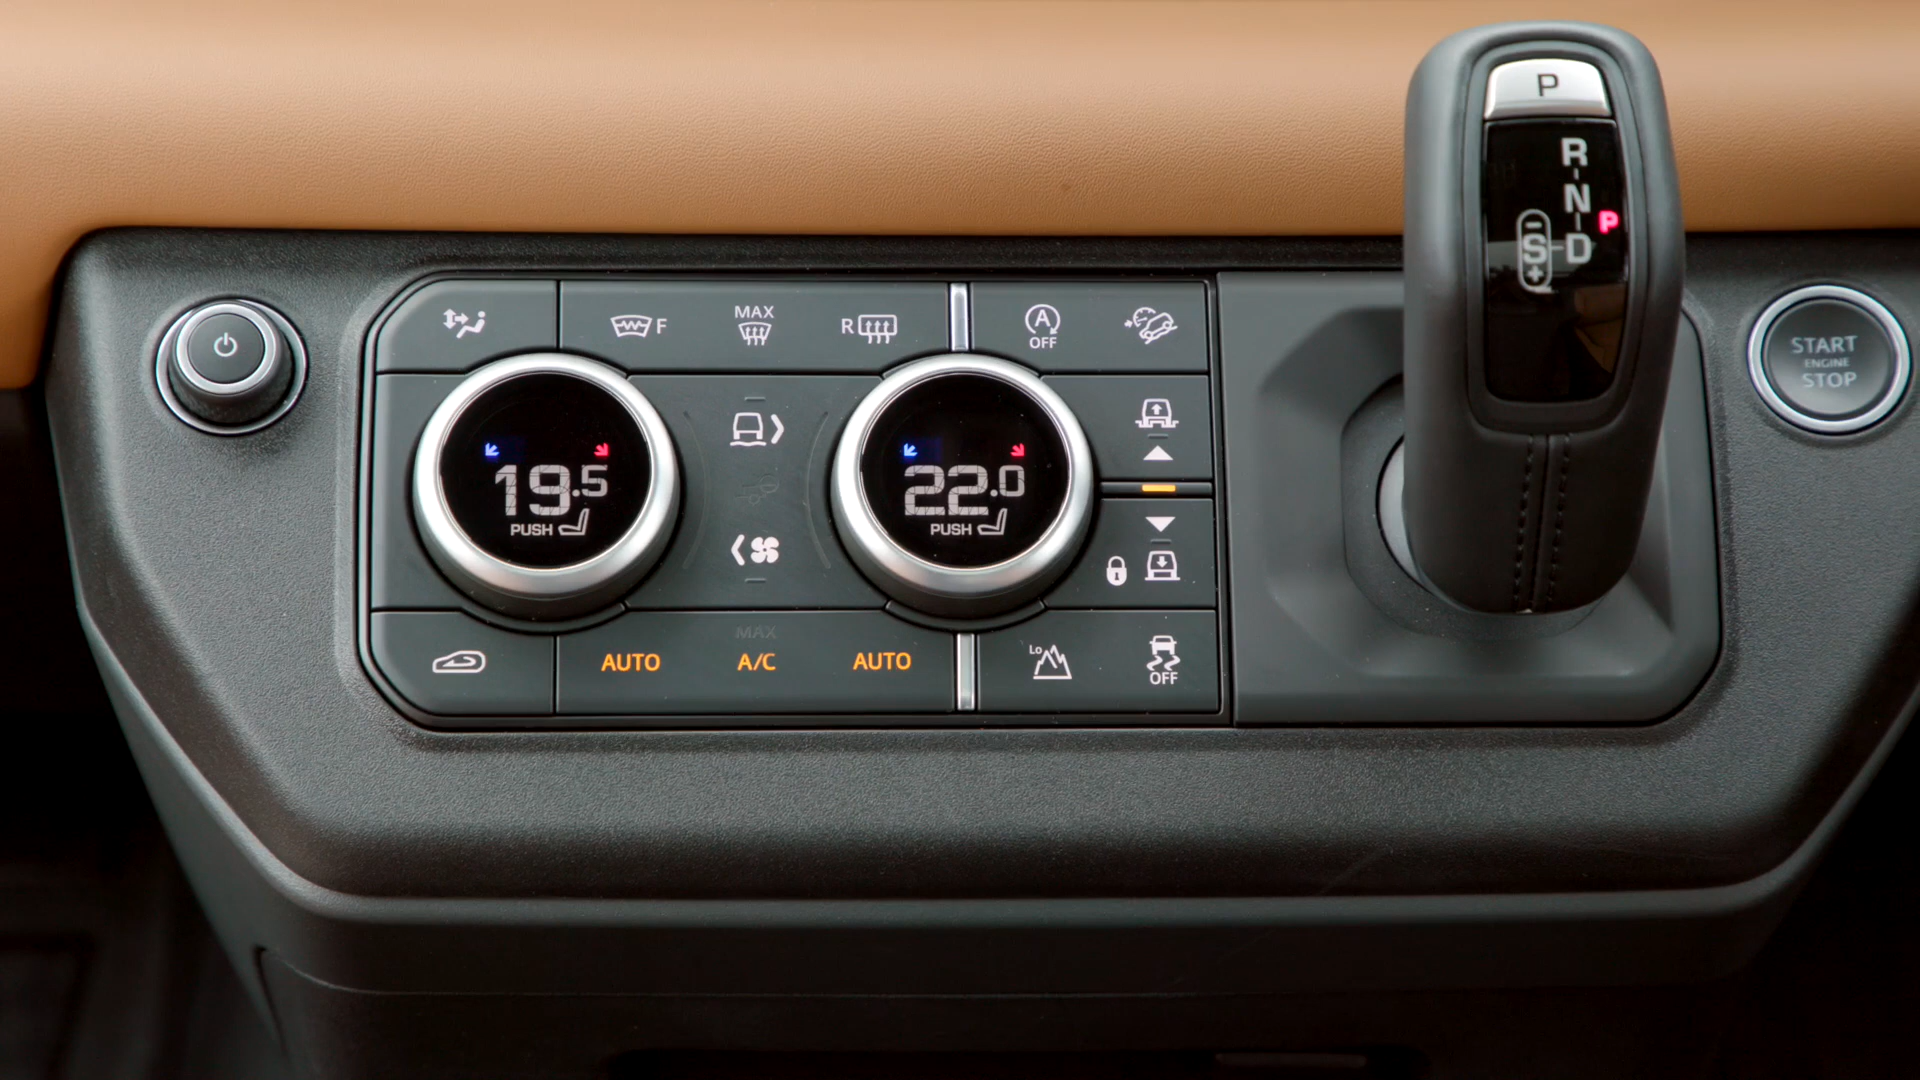 P
R
N
P
S D
F
MAX
R
A
OFF
START
ENGINE
STOP
19.5
PUSH
22.0
PUSH
AUTO
MAX
A/C
AUTO
Lo
OFF